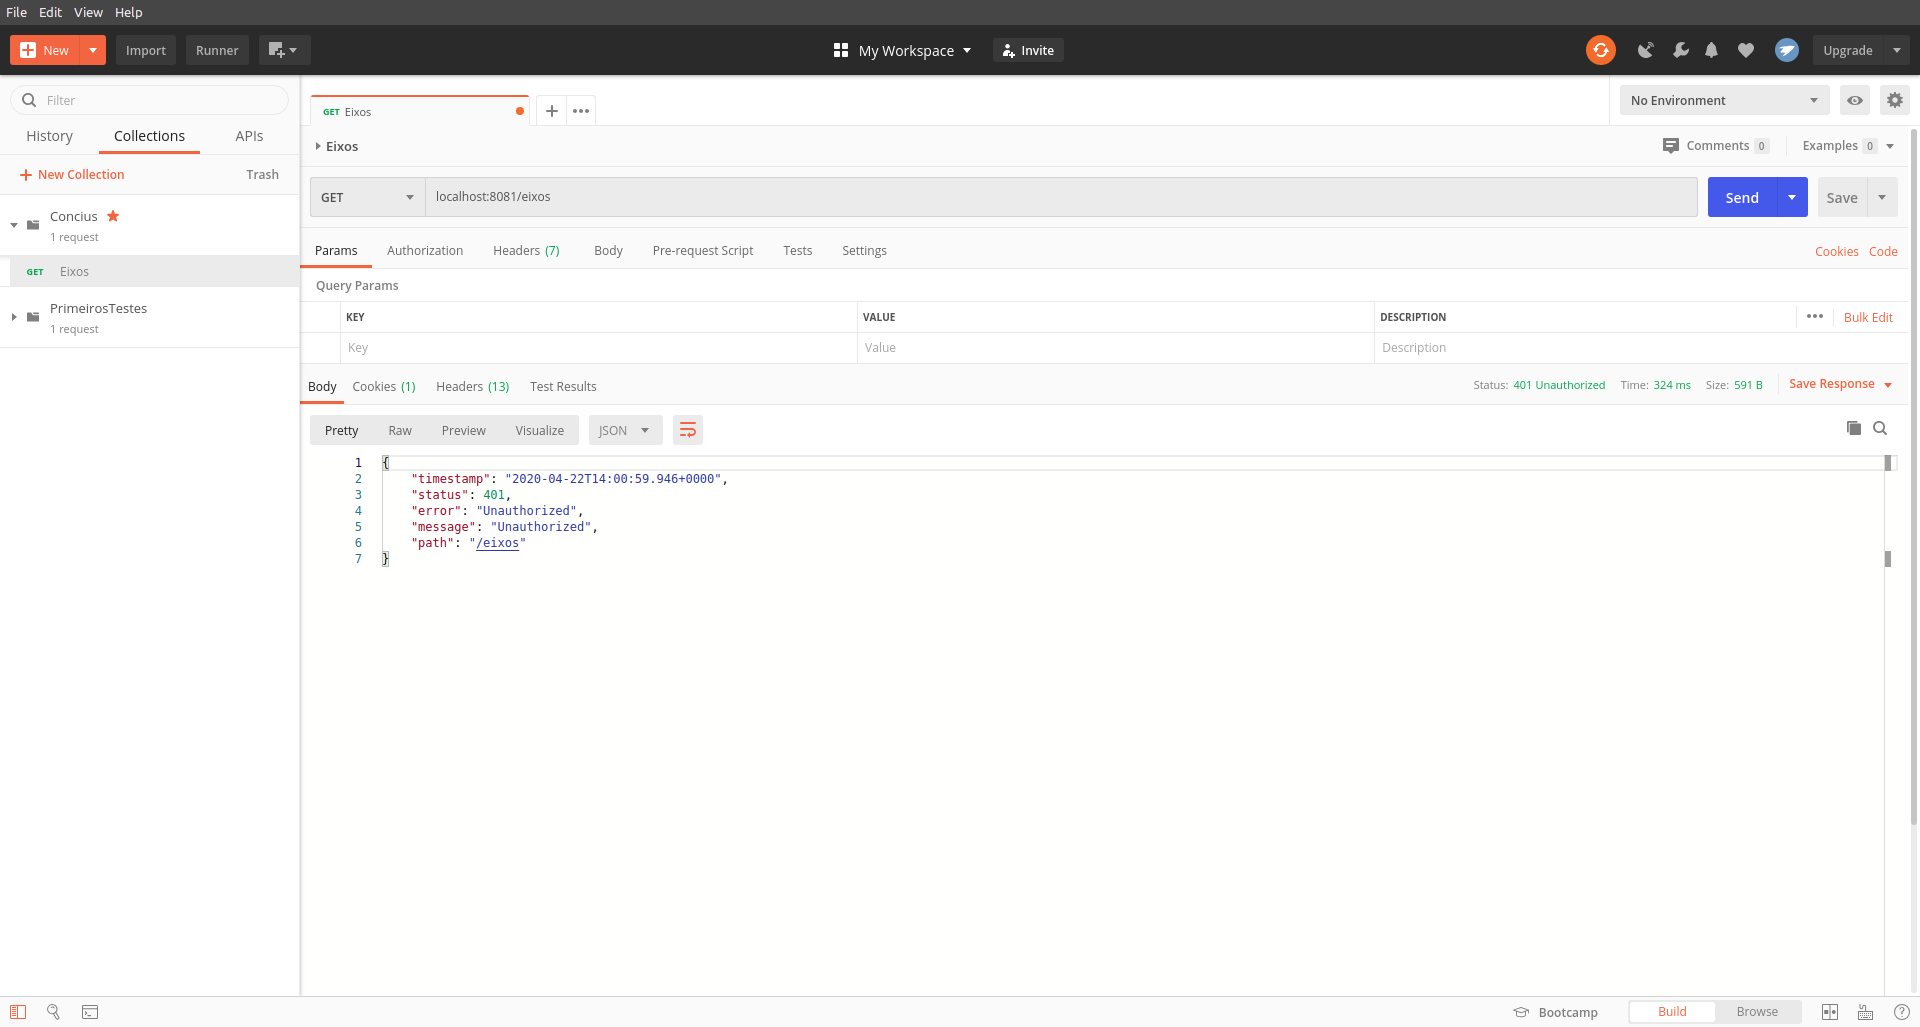 File Edit View Help
New Import Runner My Workspace Invite Upgrade
Filter
History Collections APIs
New Collection Trash
Concius
1 request
GET Eixos
PrimeirosTestes
1 request
GET Eixos No Environment
Eixos Comments 0 Examples 0
GET localhost:8081/eixos Send Save
Params Authorization Headers (7) Body Pre-request Script Tests Settings Cookies Code
Query Params
KEY VALUE DESCRIPTION Bulk Edit
Key Value Description
Body Cookies (1) Headers (13) Test Results Status: 401 Unauthorized Time: 324 ms Size: 591 B Save Response
Pretty Raw Preview Visualize JSON
1 {
2 "timestamp": "2020-04-22T14:00:59.946+0000",
3 "status": 401,
4 "error": "Unauthorized",
5 "message": "Unauthorized",
6 "path": "/eixos"
7 }
Bootcamp Build Browse